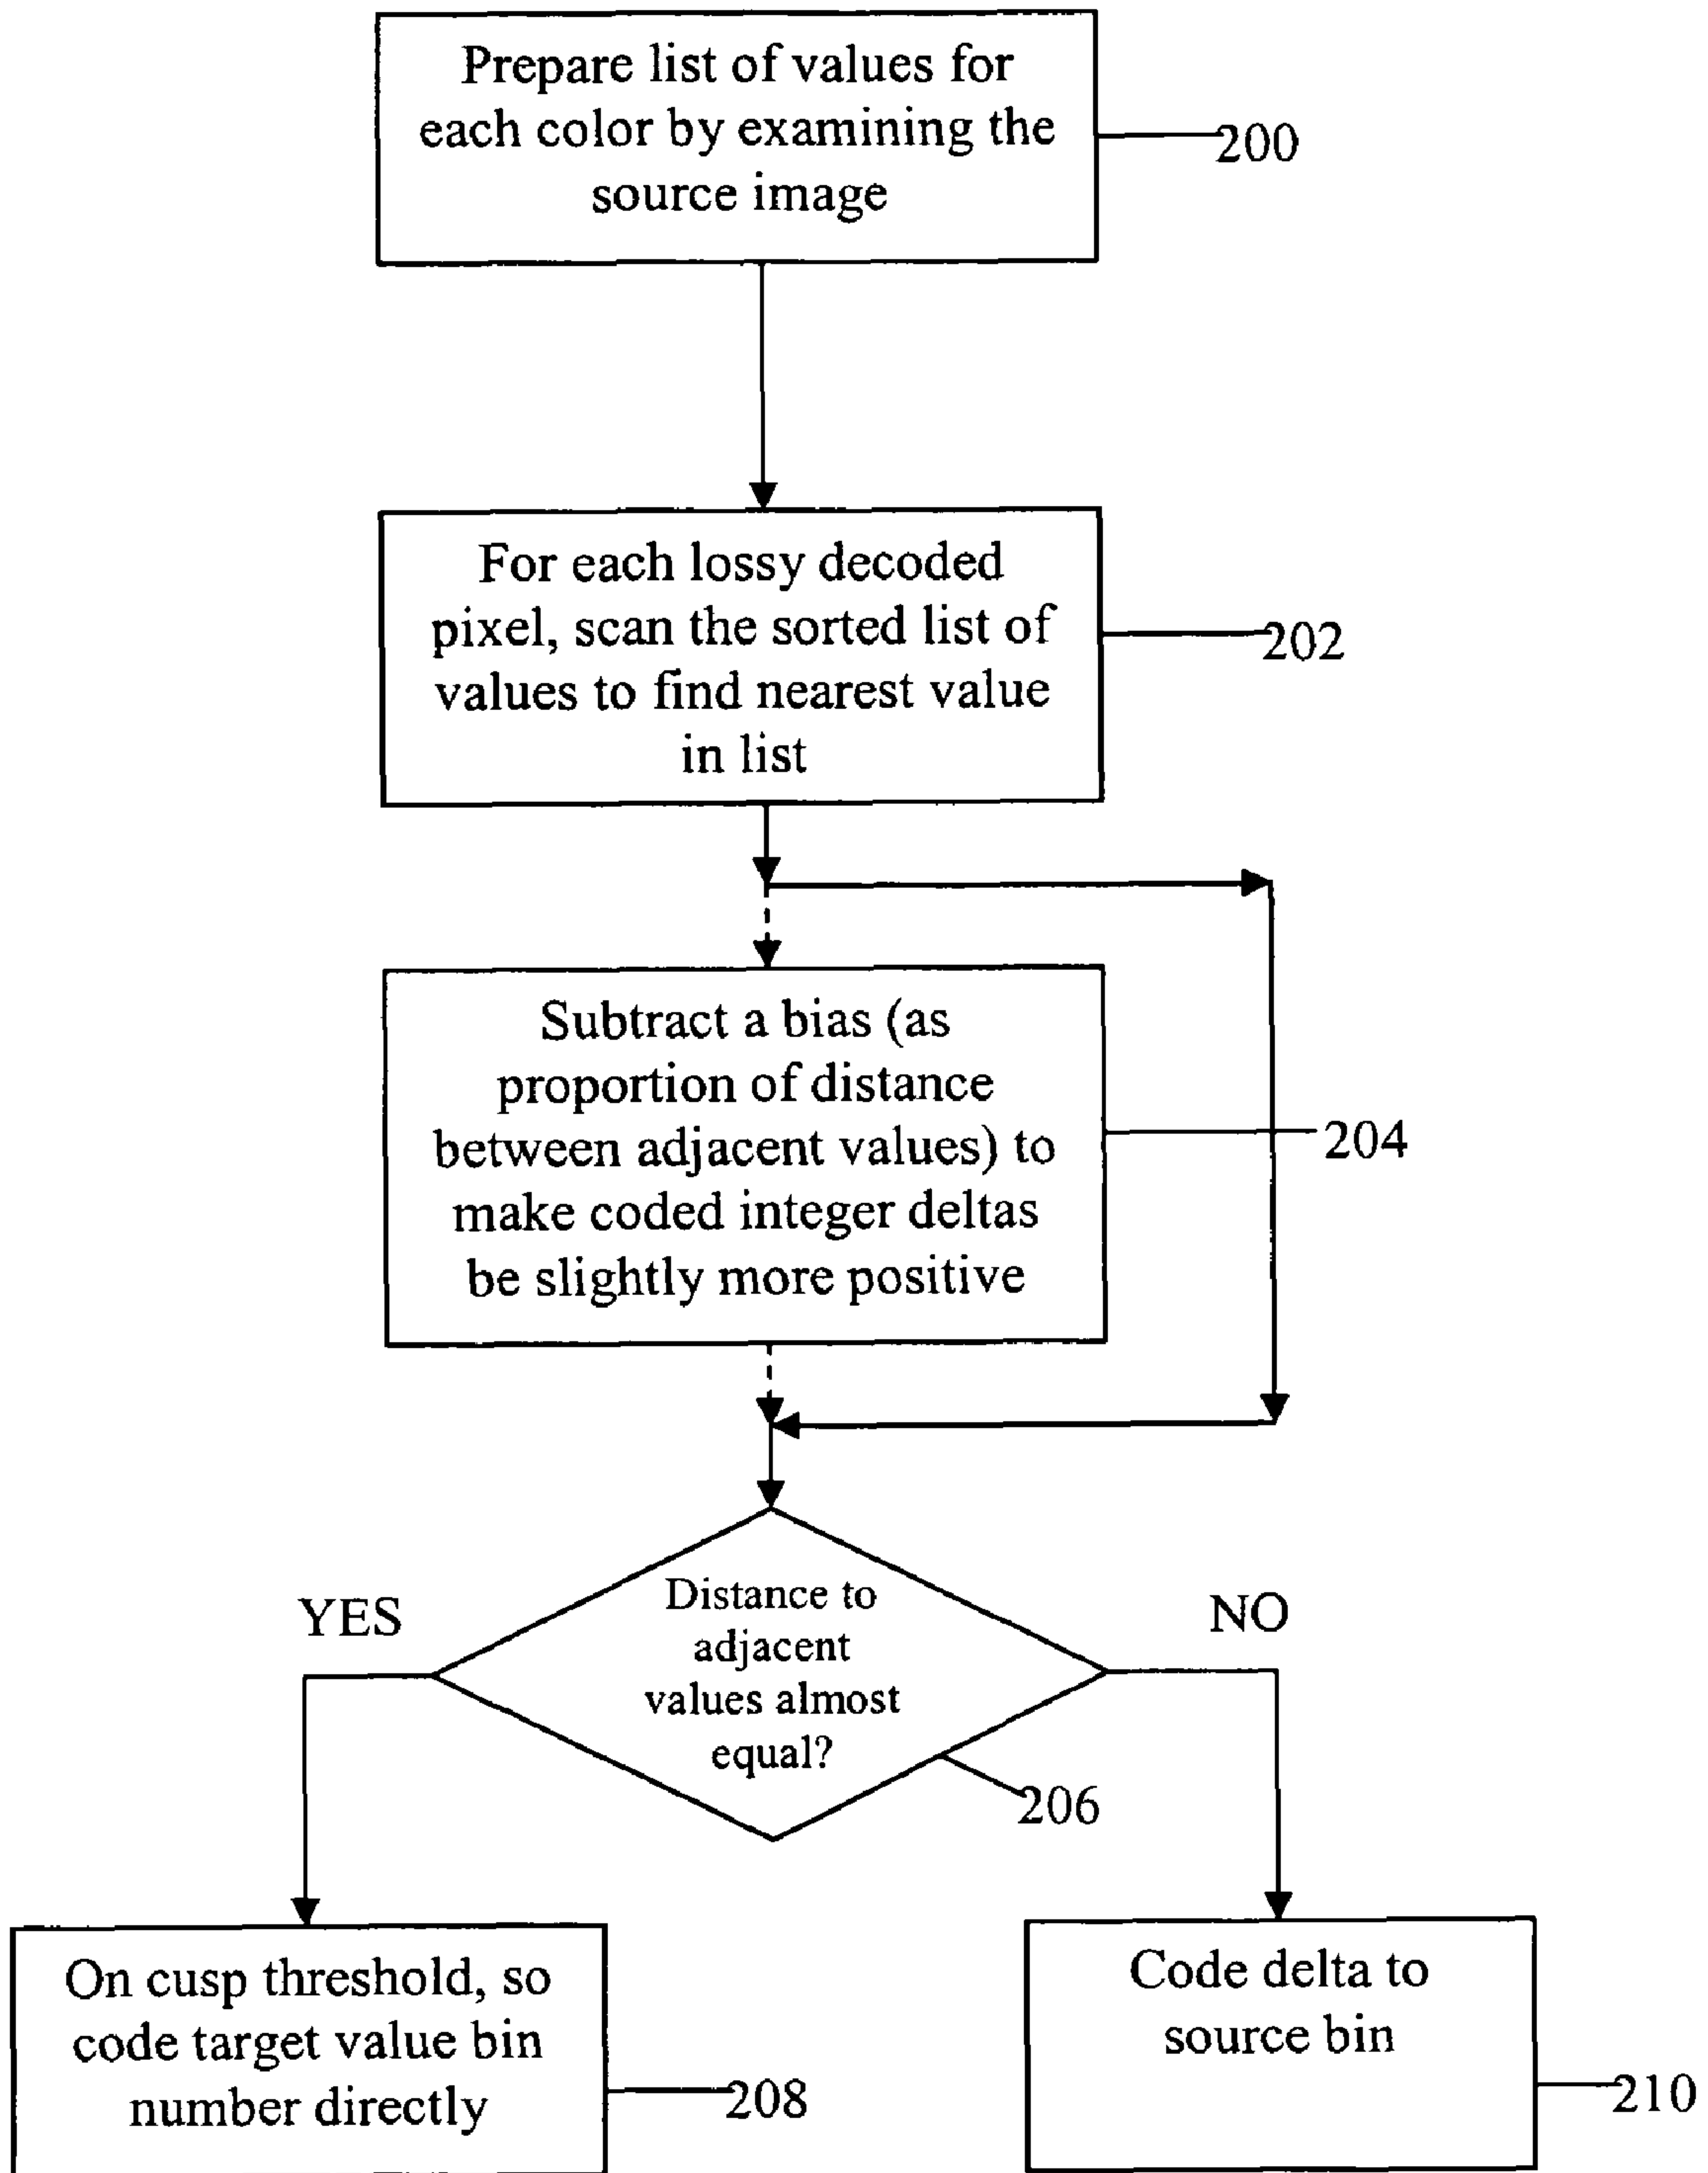 Prepare list of values for
each color by examining the
source image
200
For each lossy decoded
pixel, scan the sorted list of
values to find nearest value
in list
202
Subtract a bias (as
proportion of distance
between adjacent values) to
make coded integer deltas
be slightly more positive
204
Distance to
adjacent
values almost
equal?
YES
NO
206
On cusp threshold, so
code target value bin
number directly
208
Code delta to
source bin
210